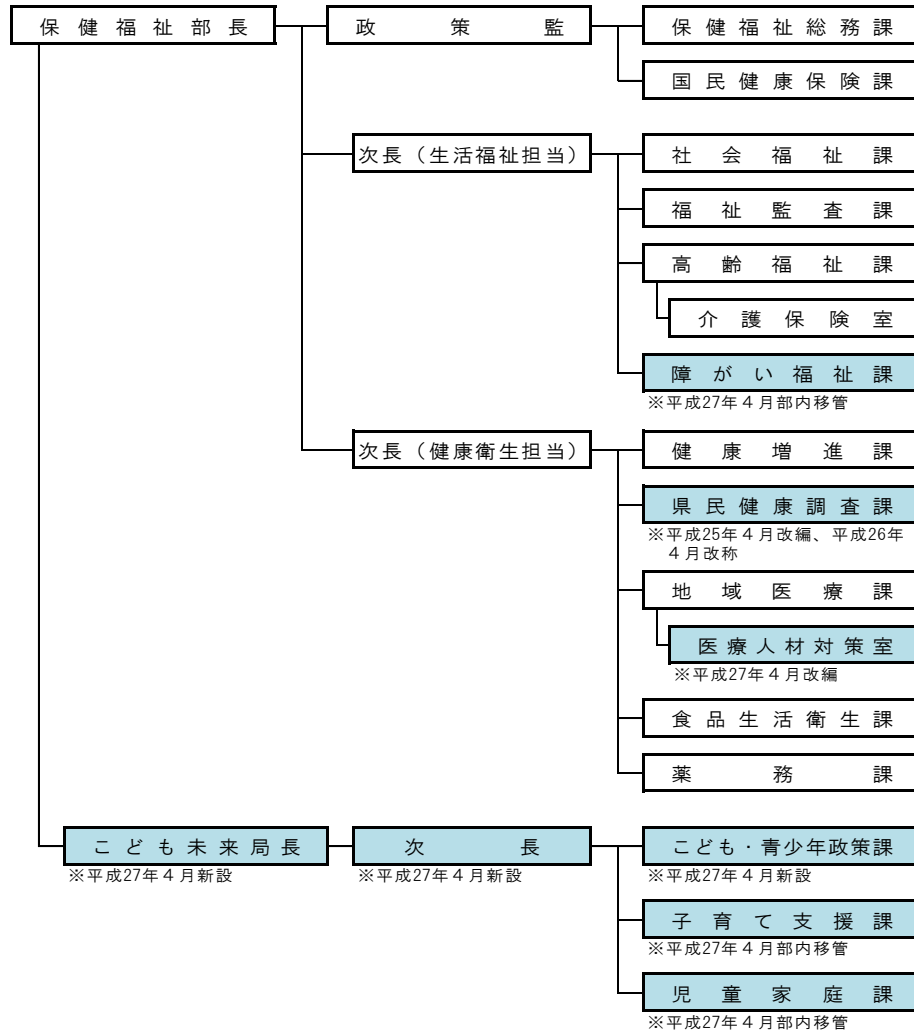 保健福祉部長 政策監 保健福祉総務課
国民健康保険課
次長（生活福祉担当） 社会福祉課
福祉監査課
高齢福祉課
介護保険室
障がい福祉課
※平成27年４月部内移管
次長（健康衛生担当） 健康増進課
県民健康調査課
※平成25年４月改編、平成26年
４月改称
地域医療課
医療人材対策室
※平成27年４月改編
食品生活衛生課
薬務課
こども未来局長 次長 こども・青少年政策課
※平成27年４月新設 ※平成27年４月新設 ※平成27年４月新設
子育て支援課
※平成27年４月部内移管
児童家庭課
※平成27年４月部内移管